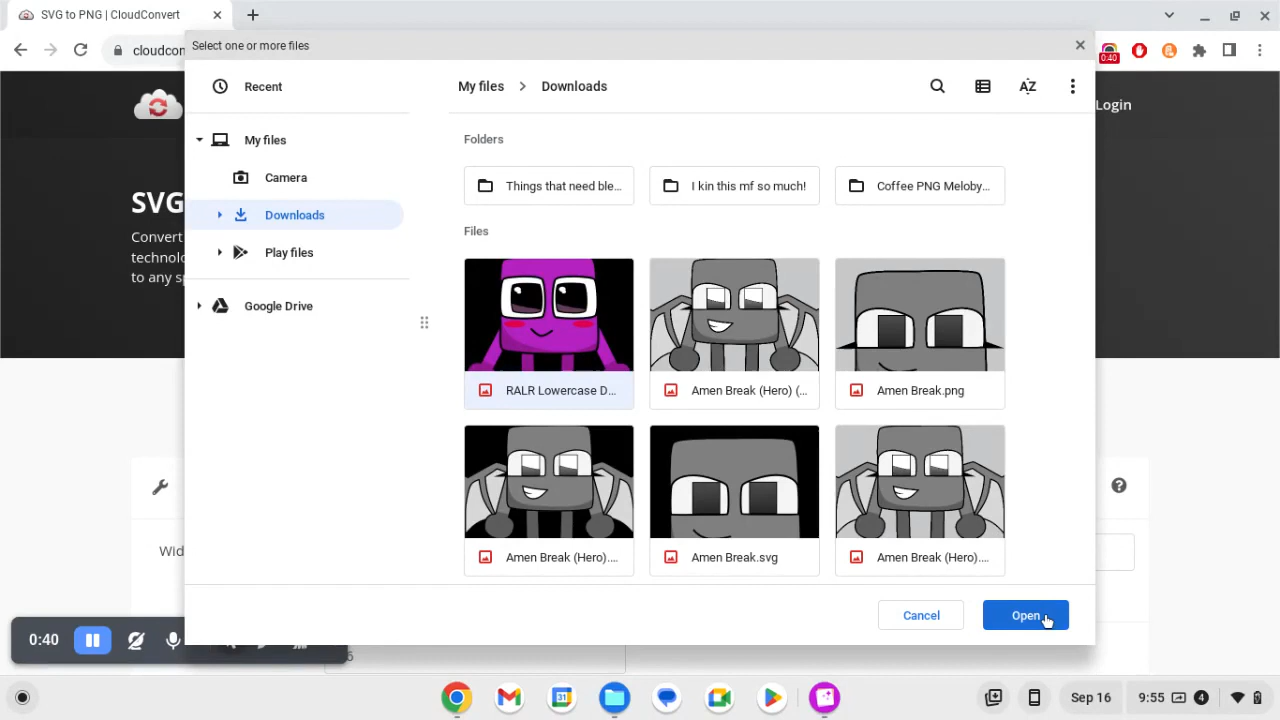 SVG to PNG | CloudConvert
cloudcon
0:40
Select one or more files
Recent
My files
Downloads
My files
Camera
Downloads
Play files
Google Drive
Folders
Things that need ble...
I kin this mf so much!
Coffee PNG Meloby...
Files
RALR Lowercase D...
Amen Break (Hero) (...
Amen Break.png
Amen Break (Hero)....
Amen Break.svg
Amen Break (Hero)....
Cancel
Open
Login
SVG
Convert
technolo
to any s
Wid
0:40
Sep 16
9:55
4